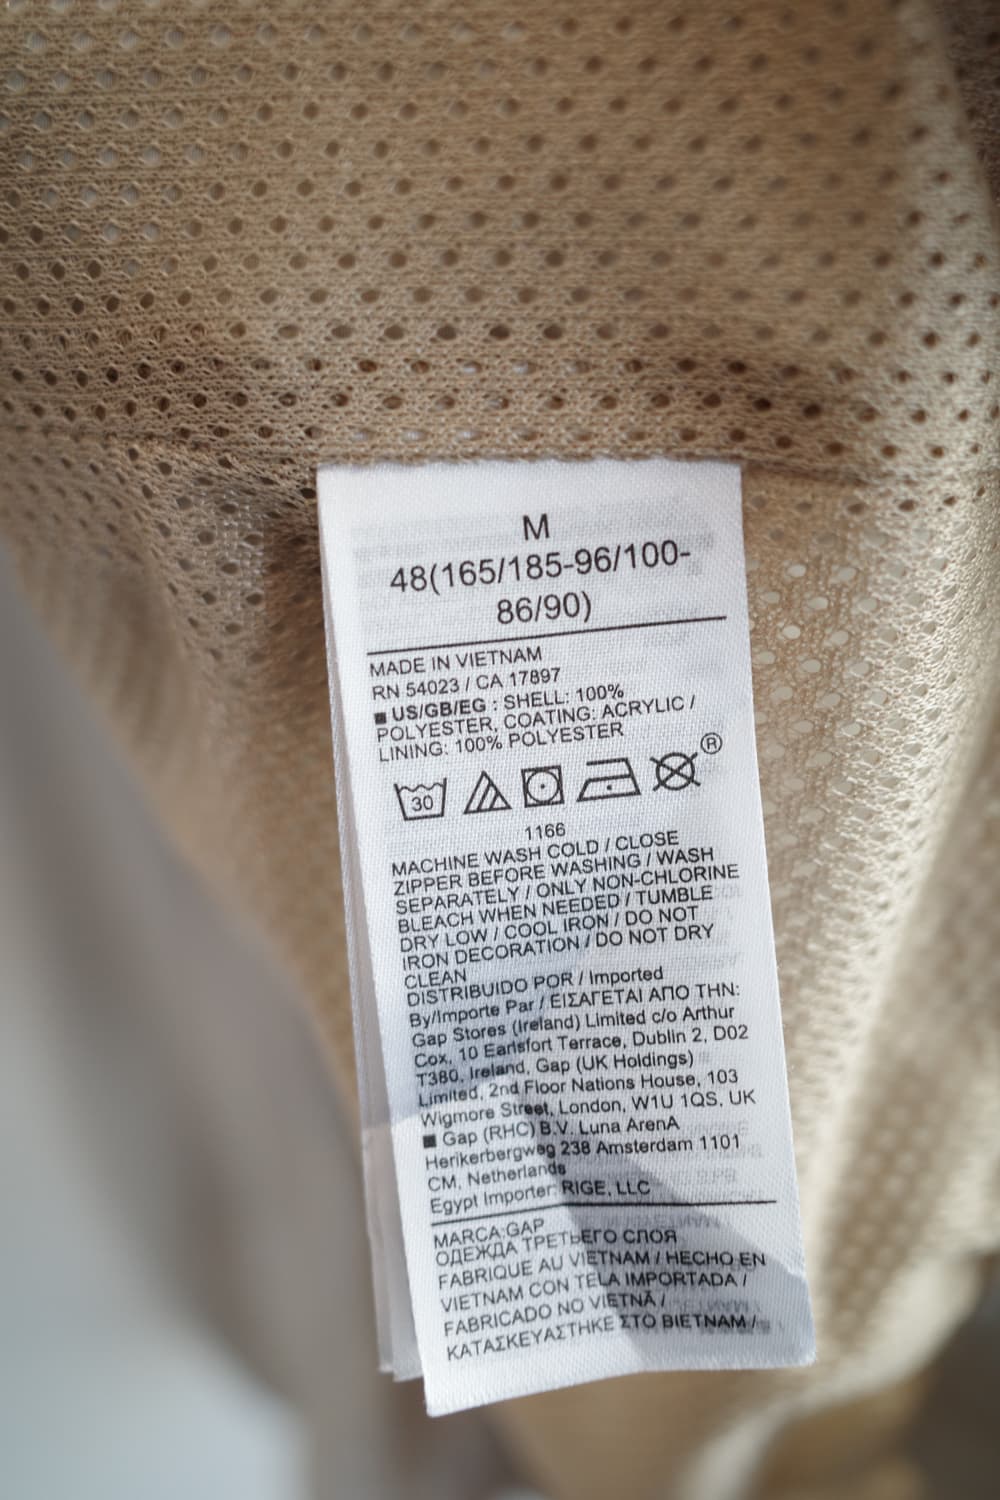 M
48(165/185-96/100-
86/90)
MADE IN VIETNAM
RN 54023 / CA 17897
■ US/GB/EG : SHELL: 100%
POLYESTER, COATING: ACRYLIC /
LINING: 100% POLYESTER
®
30
1166
MACHINE WASH COLD / CLOSE
ZIPPER BEFORE WASHING / WASH
SEPARATELY / ONLY NON-CHLORINE
BLEACH WHEN NEEDED / TUMBLE
DRY LOW / COOL IRON / DO NOT
IRON DECORATION / DO NOT DRY
CLEAN
DISTRIBUIDO POR / Imported
By/Importe Par / ΕΙΣΑΓΕΤΑΙ ΑΠΟ ΤΗΝ:
Gap Stores (Ireland) Limited c/o Arthur
Cox, 10 Earlsfort Terrace, Dublin 2, D02
T380, Ireland, Gap (UK Holdings)
Limited, 2nd Floor Nations House, 103
Wigmore Street, London, W1U 1QS, UK
■ Gap (RHC) B.V. Luna ArenA
Herikerbergweg 238 Amsterdam 1101
CM, Netherlands
Egypt Importer: RIGE, LLC
MARCA:GAP
ОДЕЖДА ТРЕТЬЕГО СЛОЯ
FABRIQUE AU VIETNAM / HECHO EN
VIETNAM CON TELA IMPORTADA /
FABRICADO NO VIETNÃ /
ΚΑΤΑΣΚΕΥΑΣΤΗΚΕ ΣΤΟ ΒΙΕΤΝΑΜ /